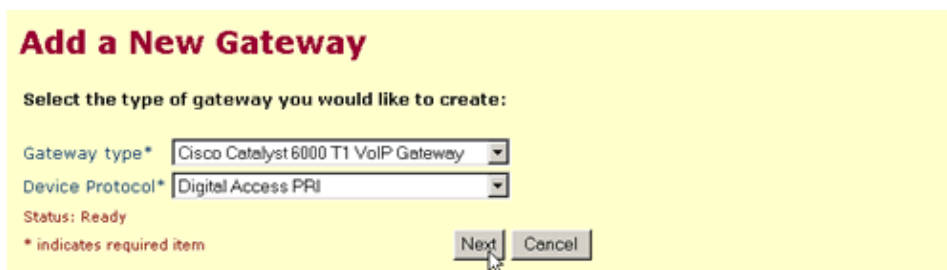 Add a New Gateway
Select the type of gateway you would like to create:
Gateway type* Cisco Catalyst 6000 T1 VoIP Gateway
Device Protocol* Digital Access PRI
Status: Ready
* indicates required item Next Cancel